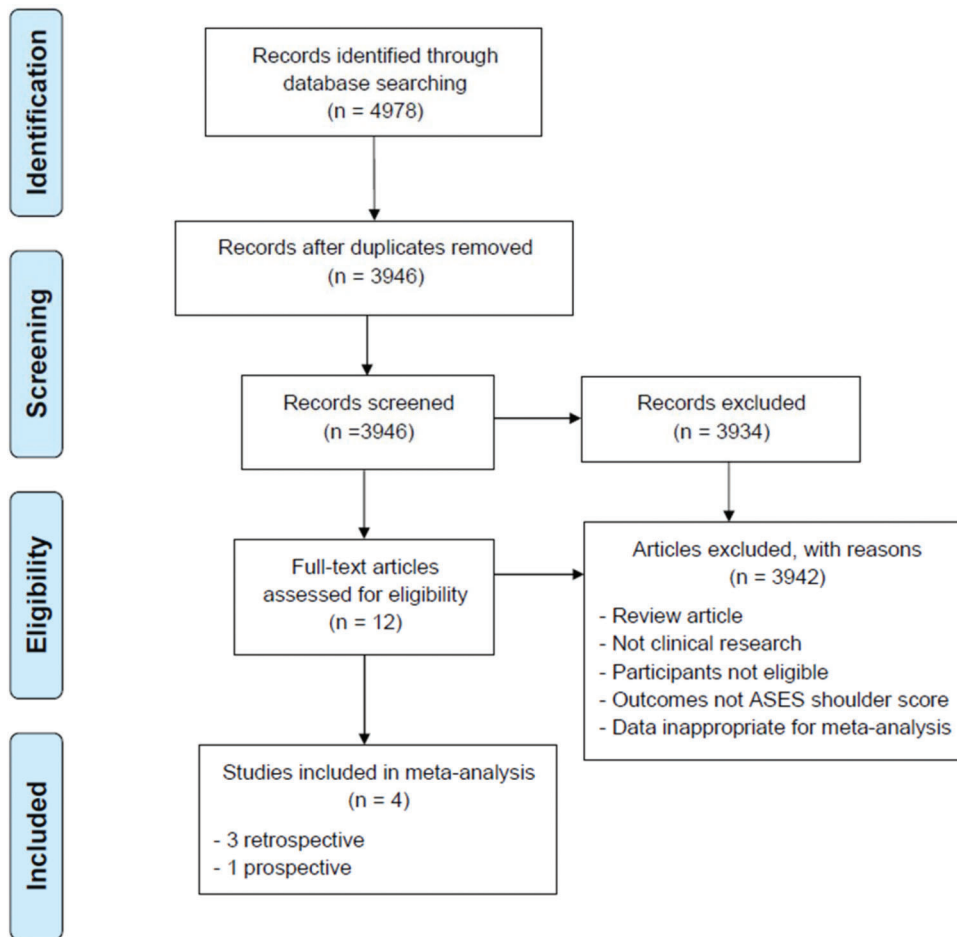 Identification
Records identified through
database searching
(n = 4978)
Records after duplicates removed
(n = 3946)
Screening
Records screened
(n =3946)
Records excluded
(n = 3934)
Eligibility
Full-text articles
assessed for eligibility
(n = 12)
Articles excluded, with reasons
(n = 3942)
- Review article
- Not clinical research
- Participants not eligible
- Outcomes not ASES shoulder score
- Data inappropriate for meta-analysis
Included
Studies included in meta-analysis
(n = 4)
- 3 retrospective
- 1 prospective